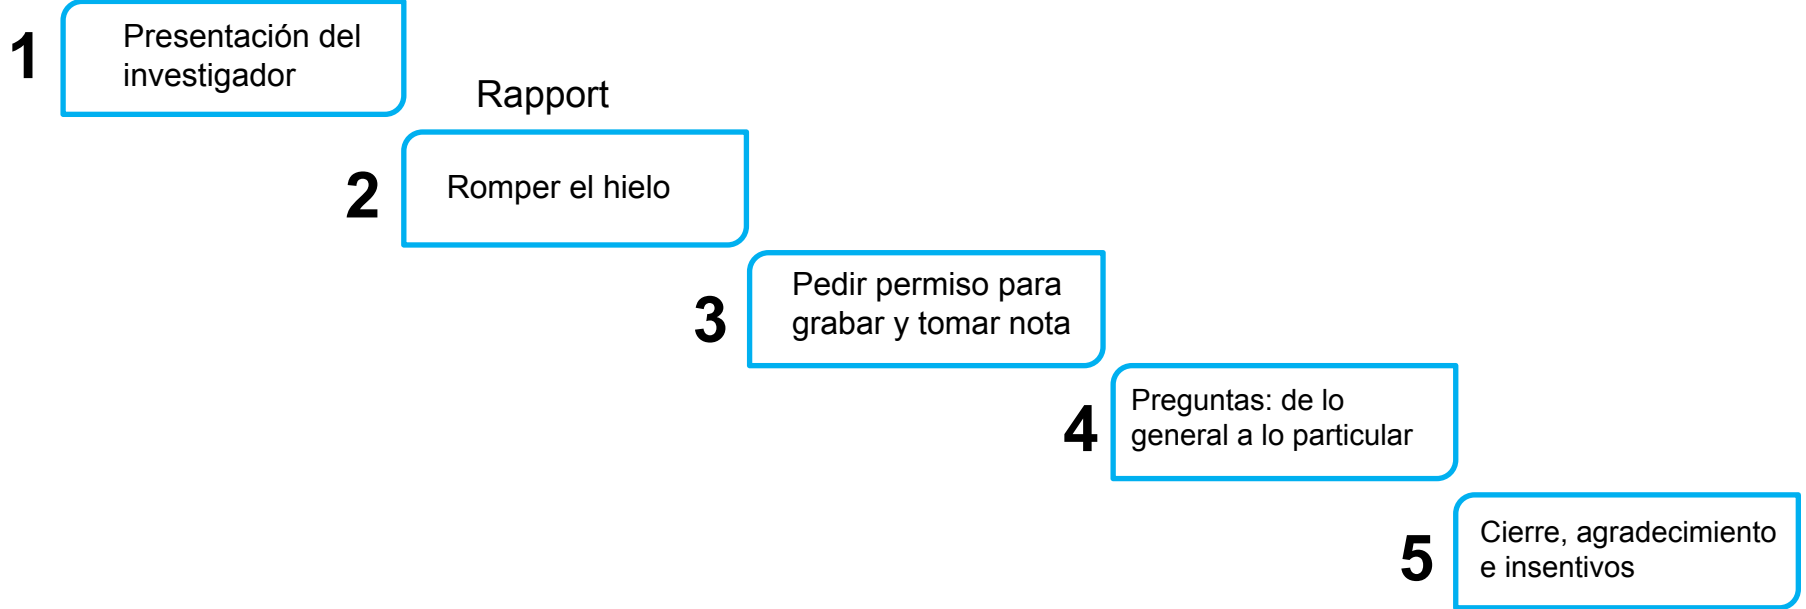 1
Presentación del
investigador
Rapport
2
Romper el hielo
3
Pedir permiso para
grabar y tomar nota
4
Preguntas: de lo
general a lo particular
5
Cierre, agradecimiento
e insentivos